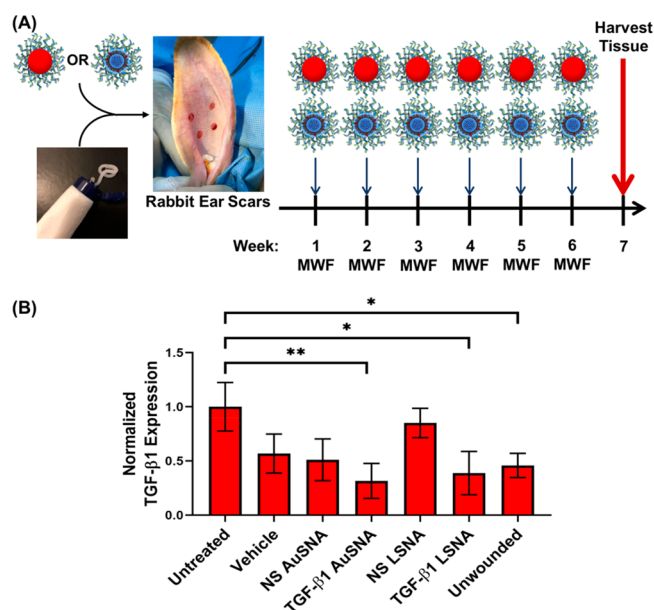 (A)
OR
Rabbit Ear Scars
Harvest
Tissue
Week: 1 2 3 4 5 6 7
MWF MWF MWF MWF MWF MWF
(B)
* 
*
**
Normalized
TGF-β1 Expression
1.5
1.0
0.5
0.0
Untreated
Vehicle
NS AuSNA
TGF-β1 AuSNA
NS LSNA
TGF-β1 LSNA
Unwounded